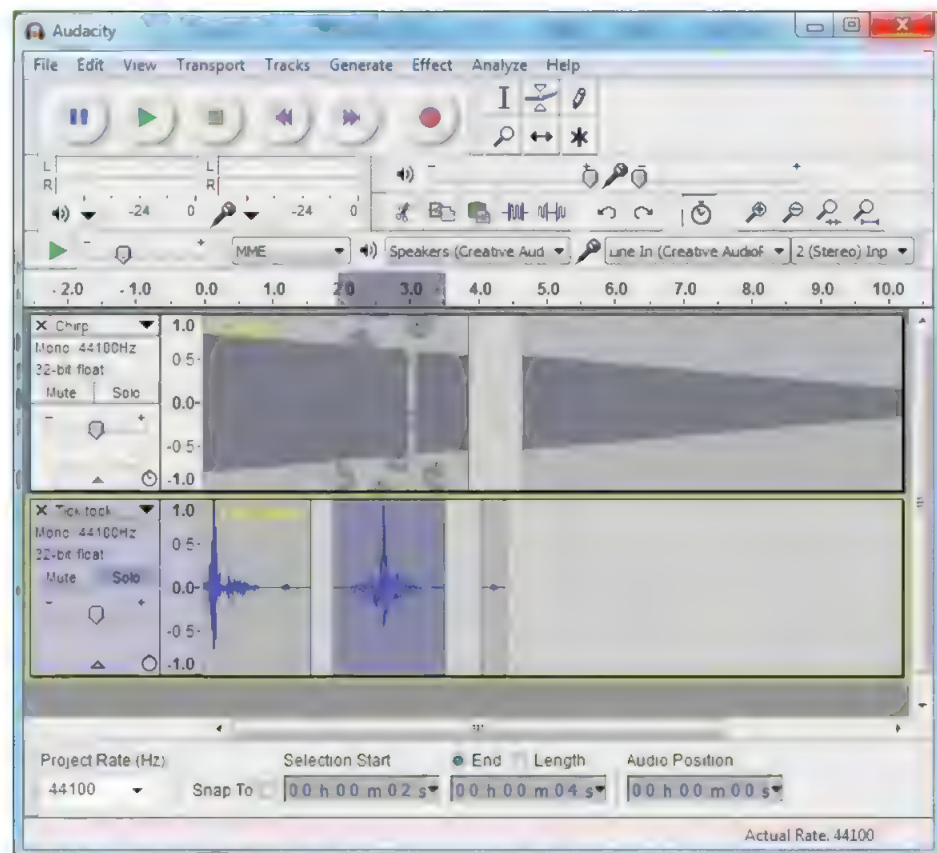 Audacity
File Edit View Transport Tracks Generate Effect Analyze Help
L
R
-24 0
L
R
-24 0
MME
Speakers (Creative Aud
2 (Stereo) Inp
- 2.0 - 1.0 0.0 1.0 2.0 3.0 4.0 5.0 6.0 7.0 8.0 9.0 10.0
X Chirp
Mono 44100Hz
32-bit float
Mute Solo
- +
1.0
0.5-
0.0-
-0.5-
-1.0
X Tick tock
Mono 44100Hz
32-bit float
Mute Solo
- +
1.0
0.5-
0.0-
-0.5-
-1.0
Project Rate (Hz)
44100
Snap To
Selection Start
00 h 00 m 02 s
End Length
00 h 00 m 04 s
Audio Position
00 h 00 m 00 s
Actual Rate. 44100